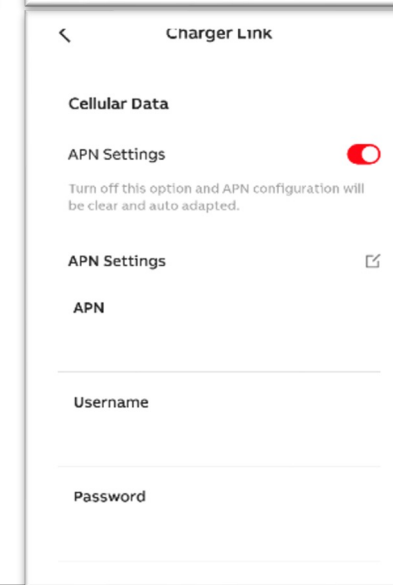 Charger Link
Cellular Data
APN Settings
Turn off this option and APN configuration will
be clear and auto adapted.
APN Settings
APN
Username
Password